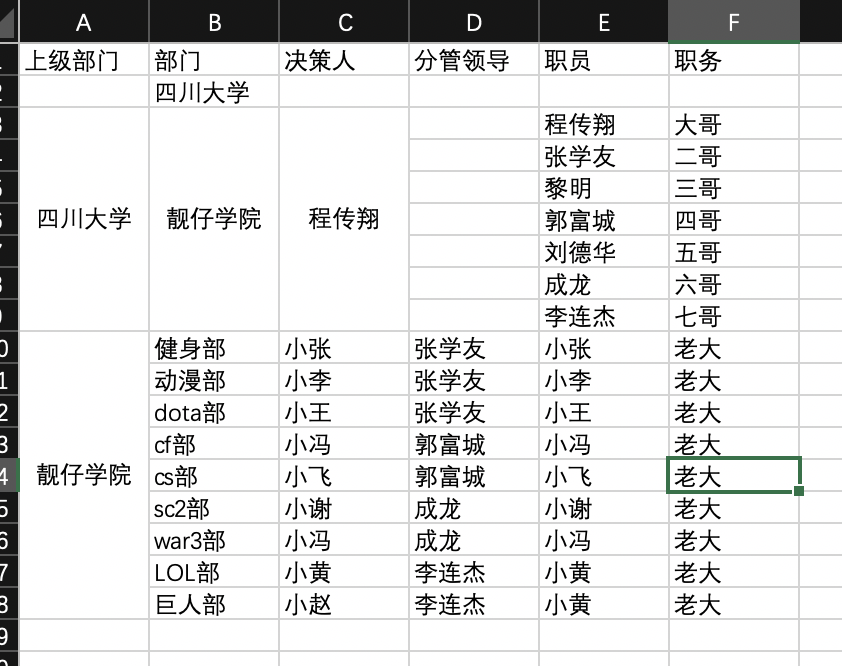 A B C D E F
上级部门 部门 决策人 分管领导 职员 职务
四川大学
程传翔 大哥
张学友 二哥
黎明 三哥
四川大学 靓仔学院 程传翔 郭富城 四哥
刘德华 五哥
成龙 六哥
李连杰 七哥
健身部 小张 张学友 小张 老大
动漫部 小李 张学友 小李 老大
dota部 小王 张学友 小王 老大
cf部 小冯 郭富城 小冯 老大
靓仔学院 cs部 小飞 郭富城 小飞 老大
sc2部 小谢 成龙 小谢 老大
war3部 小冯 成龙 小冯 老大
LOL部 小黄 李连杰 小黄 老大
巨人部 小赵 李连杰 小黄 老大